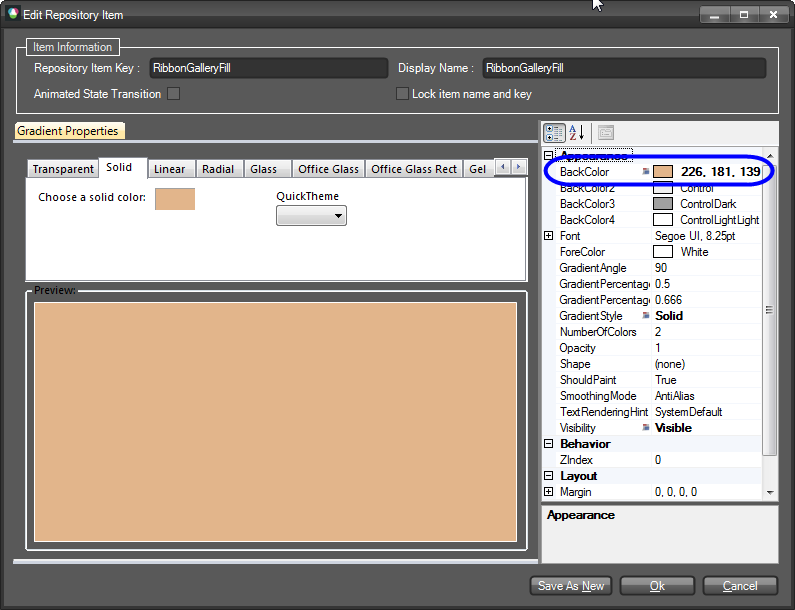 Edit Repository Item
Item Information
Repository Item Key : RibbonGalleryFill Display Name : RibbonGalleryFill
Animated State Transition Lock item name and key
Gradient Properties
Transparent Solid Linear Radial Glass Office Glass Office Glass Rect Gel
Choose a solid color: QuickTheme
Preview:
Appearance
BackColor 226, 181, 139
BackColor2 Control
BackColor3 ControlDark
BackColor4 ControlLightLight
Font Segoe UI, 8.25pt
ForeColor White
GradientAngle 90
GradientPercentage 0.5
GradientPercentage 0.666
GradientStyle Solid
NumberOfColors 2
Opacity 1
Shape (none)
ShouldPaint True
SmoothingMode AntiAlias
TextRenderingHint SystemDefault
Visibility Visible
Behavior
ZIndex 0
Layout
Margin 0, 0, 0, 0
Appearance
Save As New Ok Cancel